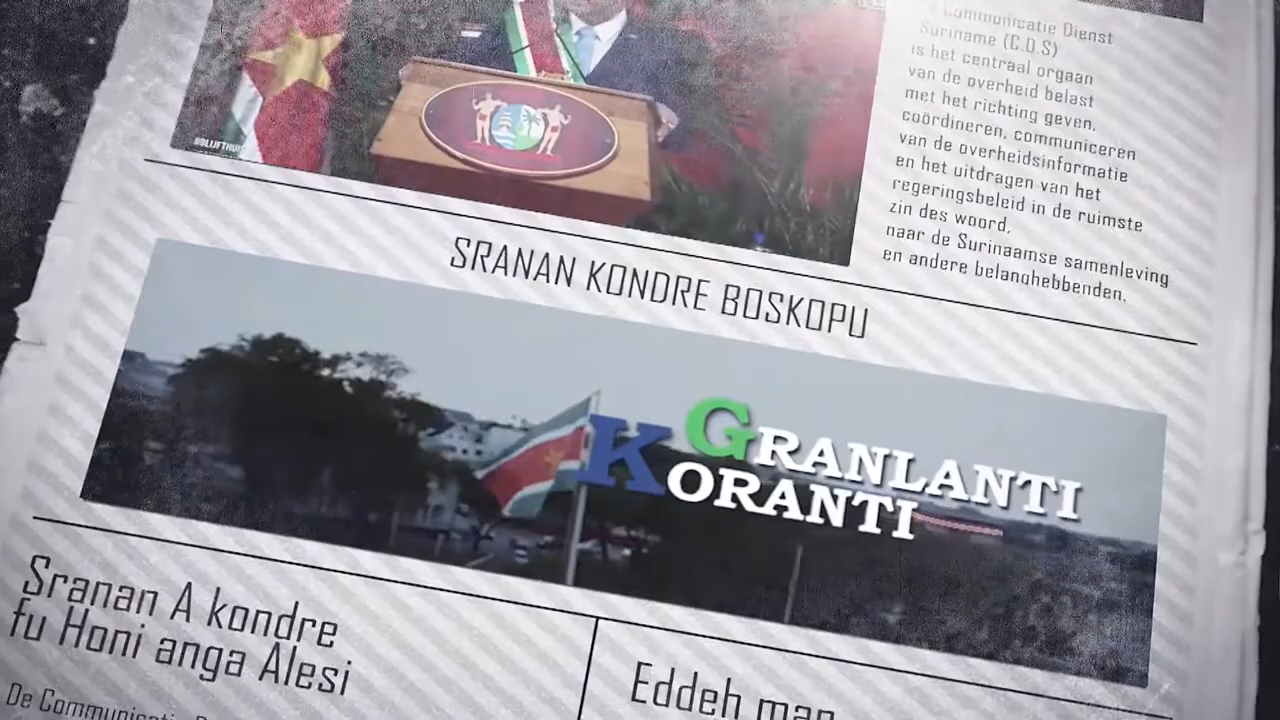 Communicatie Dienst
Suriname (C.D.S)
is het centraal orgaan
van de overheid belast
met het richting geven,
coördineren, communiceren
van de overheidsinformatie
en het uitdragen van het
regeringsbeleid in de ruimste
zin des woord,
naar de Surinaamse samenleving
en andere belanghebbenden.
SRANAN KONDRE BOSKOPU
GRANLANTI
KORANTI
Sranan A kondre
fu Honi anga Alesi
De
Eddeh man